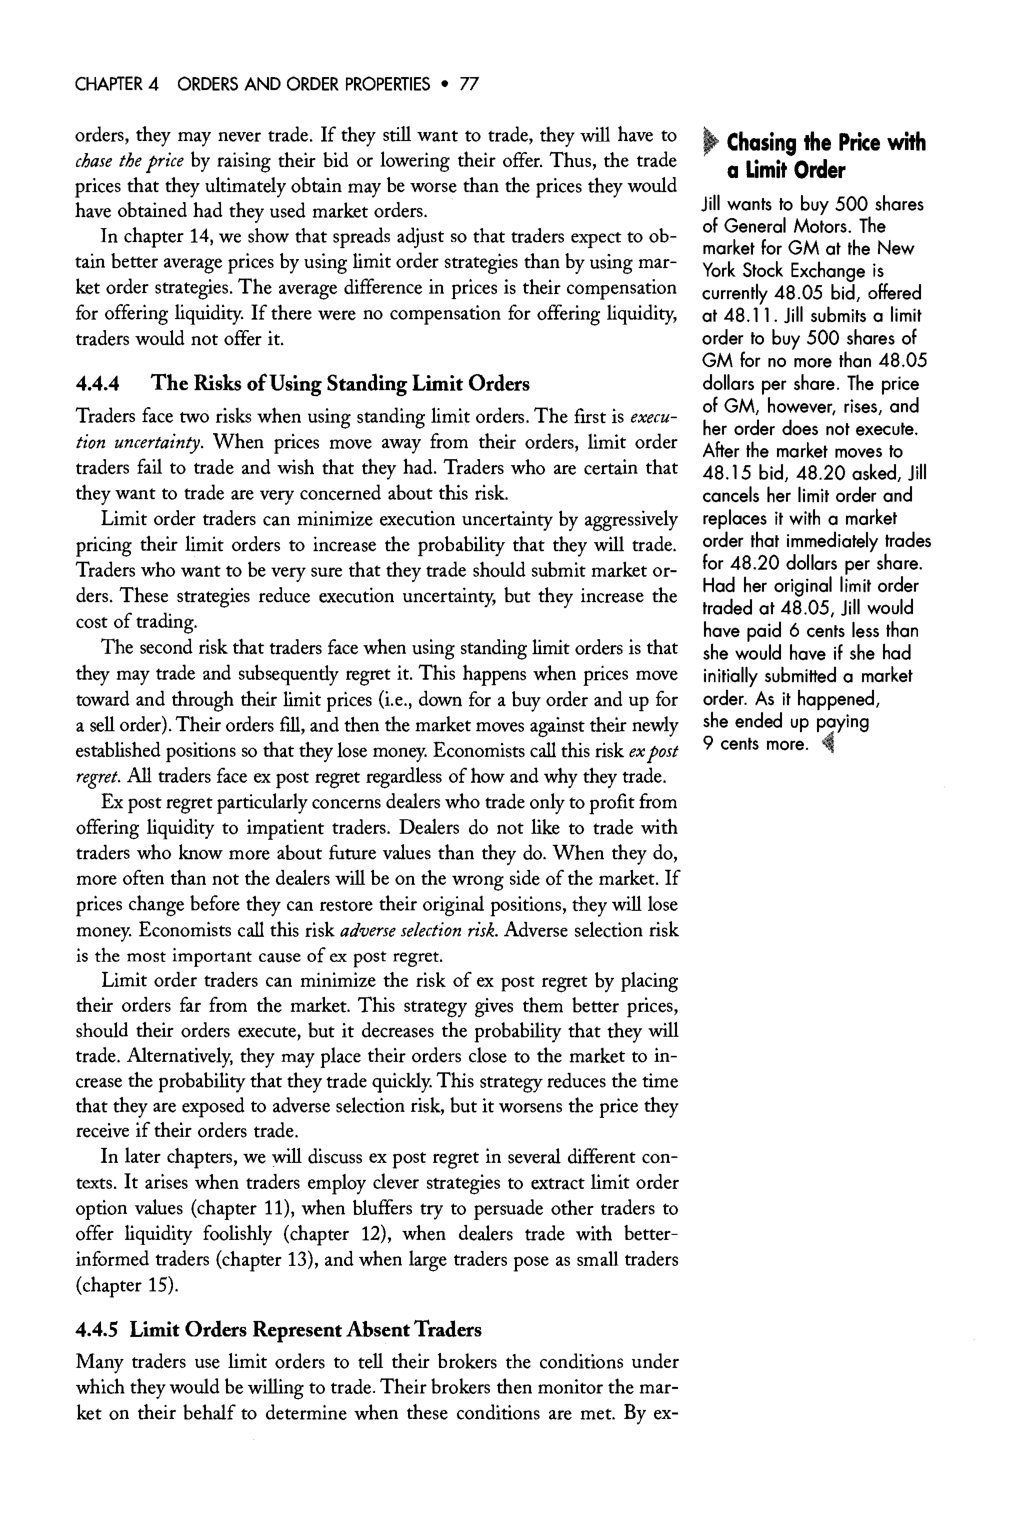 CHAPTER 4 ORDERS AND ORDER PROPERTIES • 77
orders, they may never trade. If they still want to trade, they will have to
chase the price by raising their bid or lowering their offer. Thus, the trade
prices that they ultimately obtain may be worse than the prices they would
have obtained had they used market orders.
In chapter 14, we show that spreads adjust so that traders expect to ob-
tain better average prices by using limit order strategies than by using mar-
ket order strategies. The average difference in prices is their compensation
for offering liquidity. If there were no compensation for offering liquidity,
traders would not offer it.
4.4.4 The Risks of Using Standing Limit Orders
Traders face two risks when using standing limit orders. The first is execu-
tion uncertainty. When prices move away from their orders, limit order
traders fail to trade and wish that they had. Traders who are certain that
they want to trade are very concerned about this risk.
Limit order traders can minimize execution uncertainty by aggressively
pricing their limit orders to increase the probability that they will trade.
Traders who want to be very sure that they trade should submit market or-
ders. These strategies reduce execution uncertainty, but they increase the
cost of trading.
The second risk that traders face when using standing limit orders is that
they may trade and subsequently regret it. This happens when prices move
toward and through their limit prices (i.e., down for a buy order and up for
a sell order). Their orders fill, and then the market moves against their newly
established positions so that they lose money. Economists call this risk ex post
regret. All traders face ex post regret regardless of how and why they trade.
Ex post regret particularly concerns dealers who trade only to profit from
offering liquidity to impatient traders. Dealers do not like to trade with
traders who know more about future values than they do. When they do,
more often than not the dealers will be on the wrong side of the market. If
prices change before they can restore their original positions, they will lose
money. Economists call this risk adverse selection risk. Adverse selection risk
is the most important cause of ex post regret.
Limit order traders can minimize the risk of ex post regret by placing
their orders far from the market. This strategy gives them better prices,
should their orders execute, but it decreases the probability that they will
trade. Alternatively, they may place their orders close to the market to in-
crease the probability that they trade quickly. This strategy reduces the time
that they are exposed to adverse selection risk, but it worsens the price they
receive if their orders trade.
In later chapters, we will discuss ex post regret in several different con-
texts. It arises when traders employ clever strategies to extract limit order
option values (chapter 11), when bluffers try to persuade other traders to
offer liquidity foolishly (chapter 12), when dealers trade with better-
informed traders (chapter 13), and when large traders pose as small traders
(chapter 15).
4.4.5 Limit Orders Represent Absent Traders
Many traders use limit orders to tell their brokers the conditions under
which they would be willing to trade. Their brokers then monitor the mar-
ket on their behalf to determine when these conditions are met. By ex-
Chasing the Price with
a Limit Order
Jill wants to buy 500 shares
of General Motors. The
market for GM at the New
York Stock Exchange is
currently 48.05 bid, offered
at 48.11. Jill submits a limit
order to buy 500 shares of
GM for no more than 48.05
dollars per share. The price
of GM, however, rises, and
her order does not execute.
After the market moves to
48.15 bid, 48.20 asked, Jill
cancels her limit order and
replaces it with a market
order that immediately trades
for 48.20 dollars per share.
Had her original limit order
traded at 48.05, Jill would
have paid 6 cents less than
she would have if she had
initially submitted a market
order. As it happened,
she ended up paying
9 cents more.